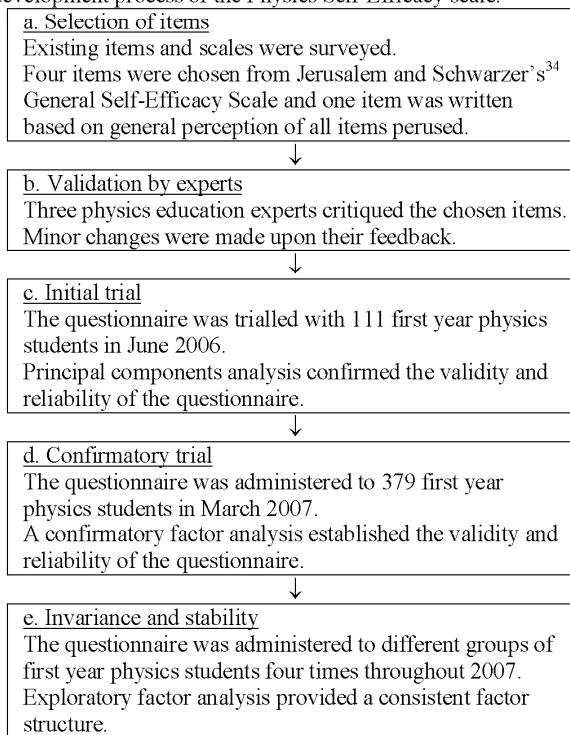 development process of the Physics Self-Efficacy scale.
a. Selection of items
Existing items and scales were surveyed.
Four items were chosen from Jerusalem and Schwarzer's³⁴
General Self-Efficacy Scale and one item was written
based on general perception of all items perused.
↓
b. Validation by experts
Three physics education experts critiqued the chosen items.
Minor changes were made upon their feedback.
↓
c. Initial trial
The questionnaire was trialled with 111 first year physics
students in June 2006.
Principal components analysis confirmed the validity and
reliability of the questionnaire.
↓
d. Confirmatory trial
The questionnaire was administered to 379 first year
physics students in March 2007.
A confirmatory factor analysis established the validity and
reliability of the questionnaire.
↓
e. Invariance and stability
The questionnaire was administered to different groups of
first year physics students four times throughout 2007.
Exploratory factor analysis provided a consistent factor
structure.